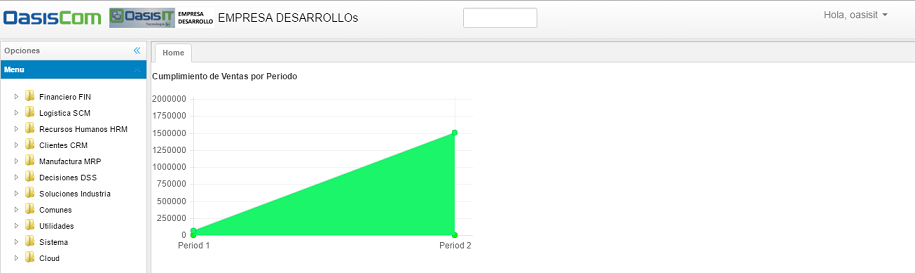 OasisCom OasisIT EMPRESA DESARROLLO EMPRESA DESARROLLOs Hola, oasisit
Opciones
Menu
Financiero FIN
Logistica SCM
Recursos Humanos HRM
Clientes CRM
Manufactura MRP
Decisiones DSS
Soluciones Industria
Comunes
Utilidades
Sistema
Cloud
Home
Cumplimiento de Ventas por Periodo
2000000
1750000
1500000
1250000
1000000
750000
500000
250000
0
Period 1 Period 2